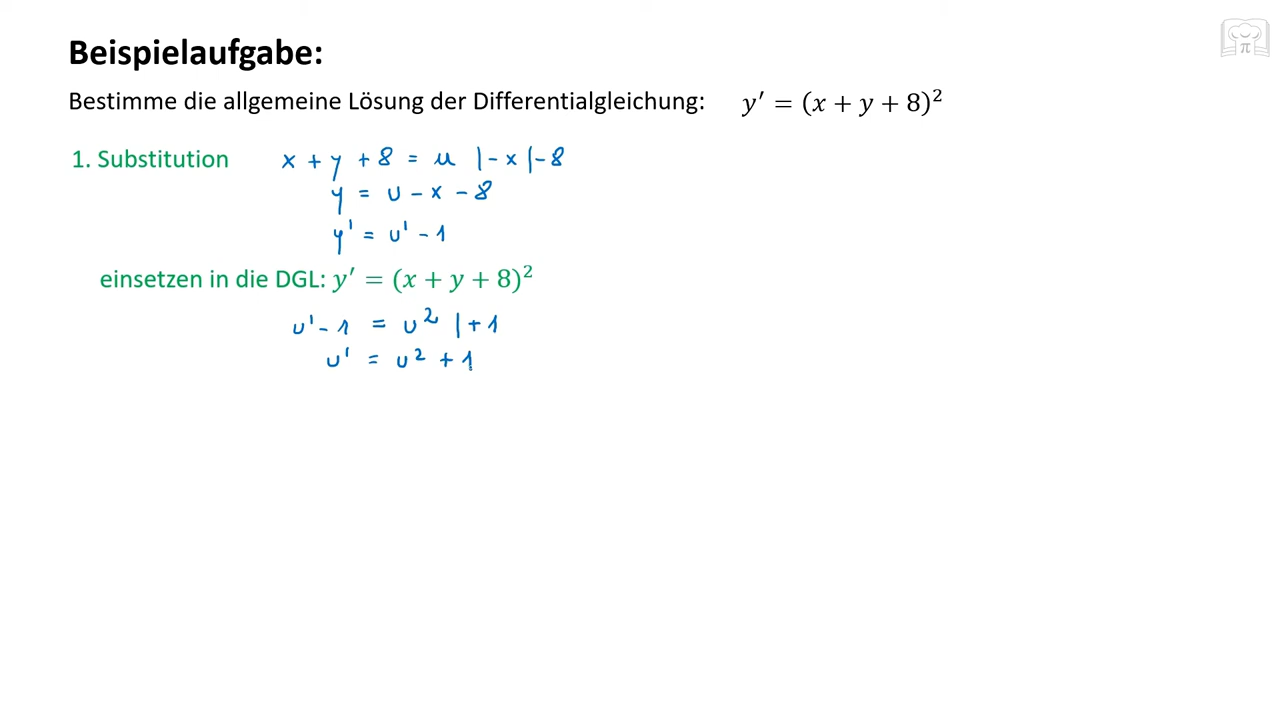 Beispielaufgabe:
Bestimme die allgemeine Lösung der Differentialgleichung: y′ = (x + y + 8)²
1. Substitution x + y + 8 = u |- x |- 8
y = u - x - 8
y' = u' - 1
einsetzen in die DGL: y′ = (x + y + 8)²
u' - 1 = u² | + 1
u' = u² + 1
π